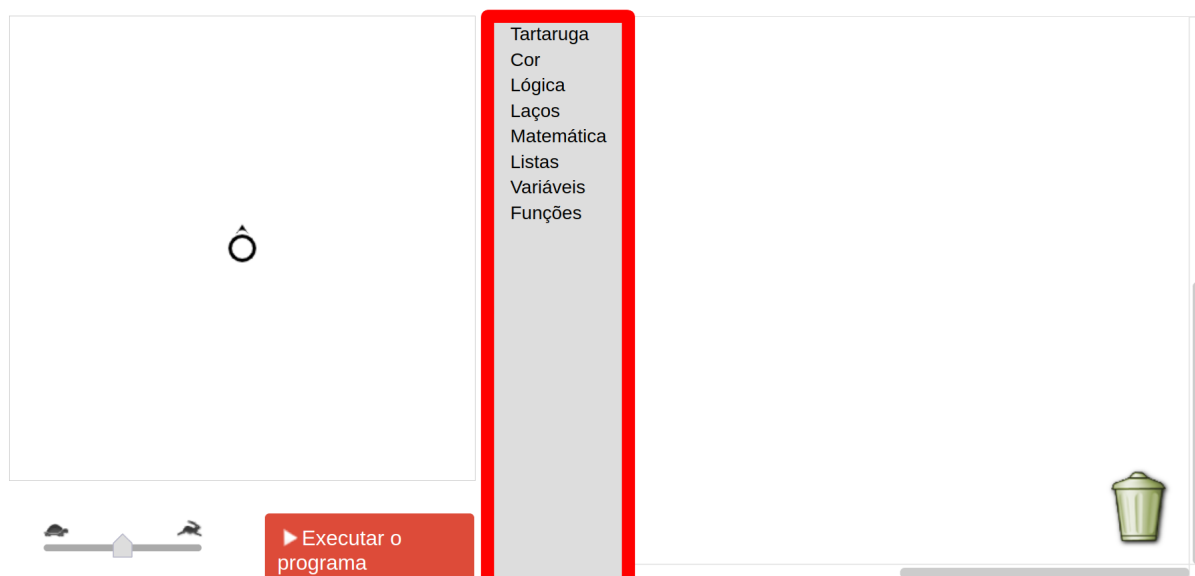 Tartaruga
Cor
Lógica
Laços
Matemática
Listas
Variáveis
Funções
Executar o
programa